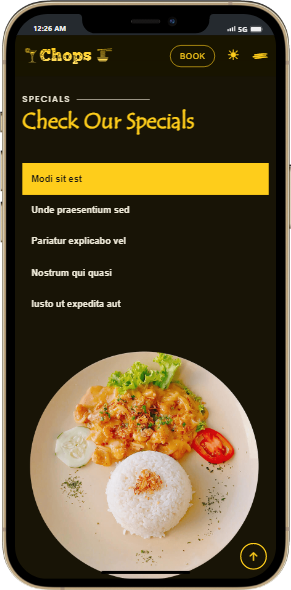 12:26 AM
5G
Chops
BOOK
SPECIALS
Check Our Specials
Modi sit est
Unde praesentium sed
Pariatur explicabo vel
Nostrum qui quasi
Iusto ut expedita aut